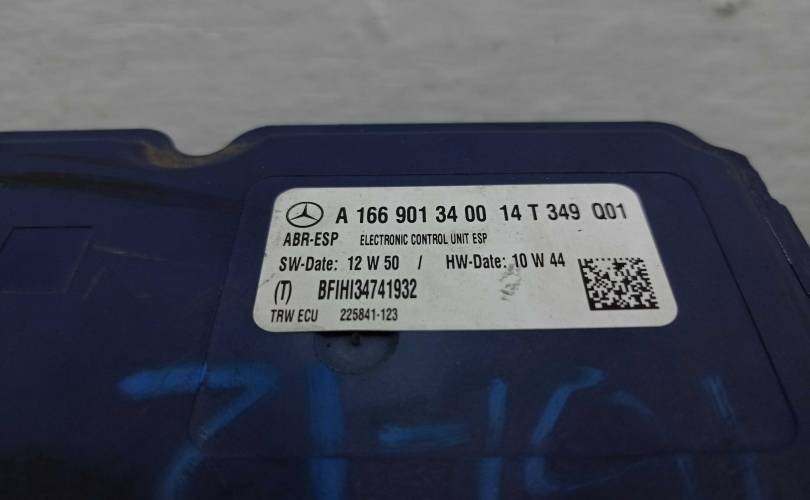 A 166 901 34 00 14 T 349 Q01
ABR-ESP ELECTRONIC CONTROL UNIT ESP
SW-Date: 12 W 50 / HW-Date: 10 W 44
(T) BFIHI34741932
TRW ECU 225841-123